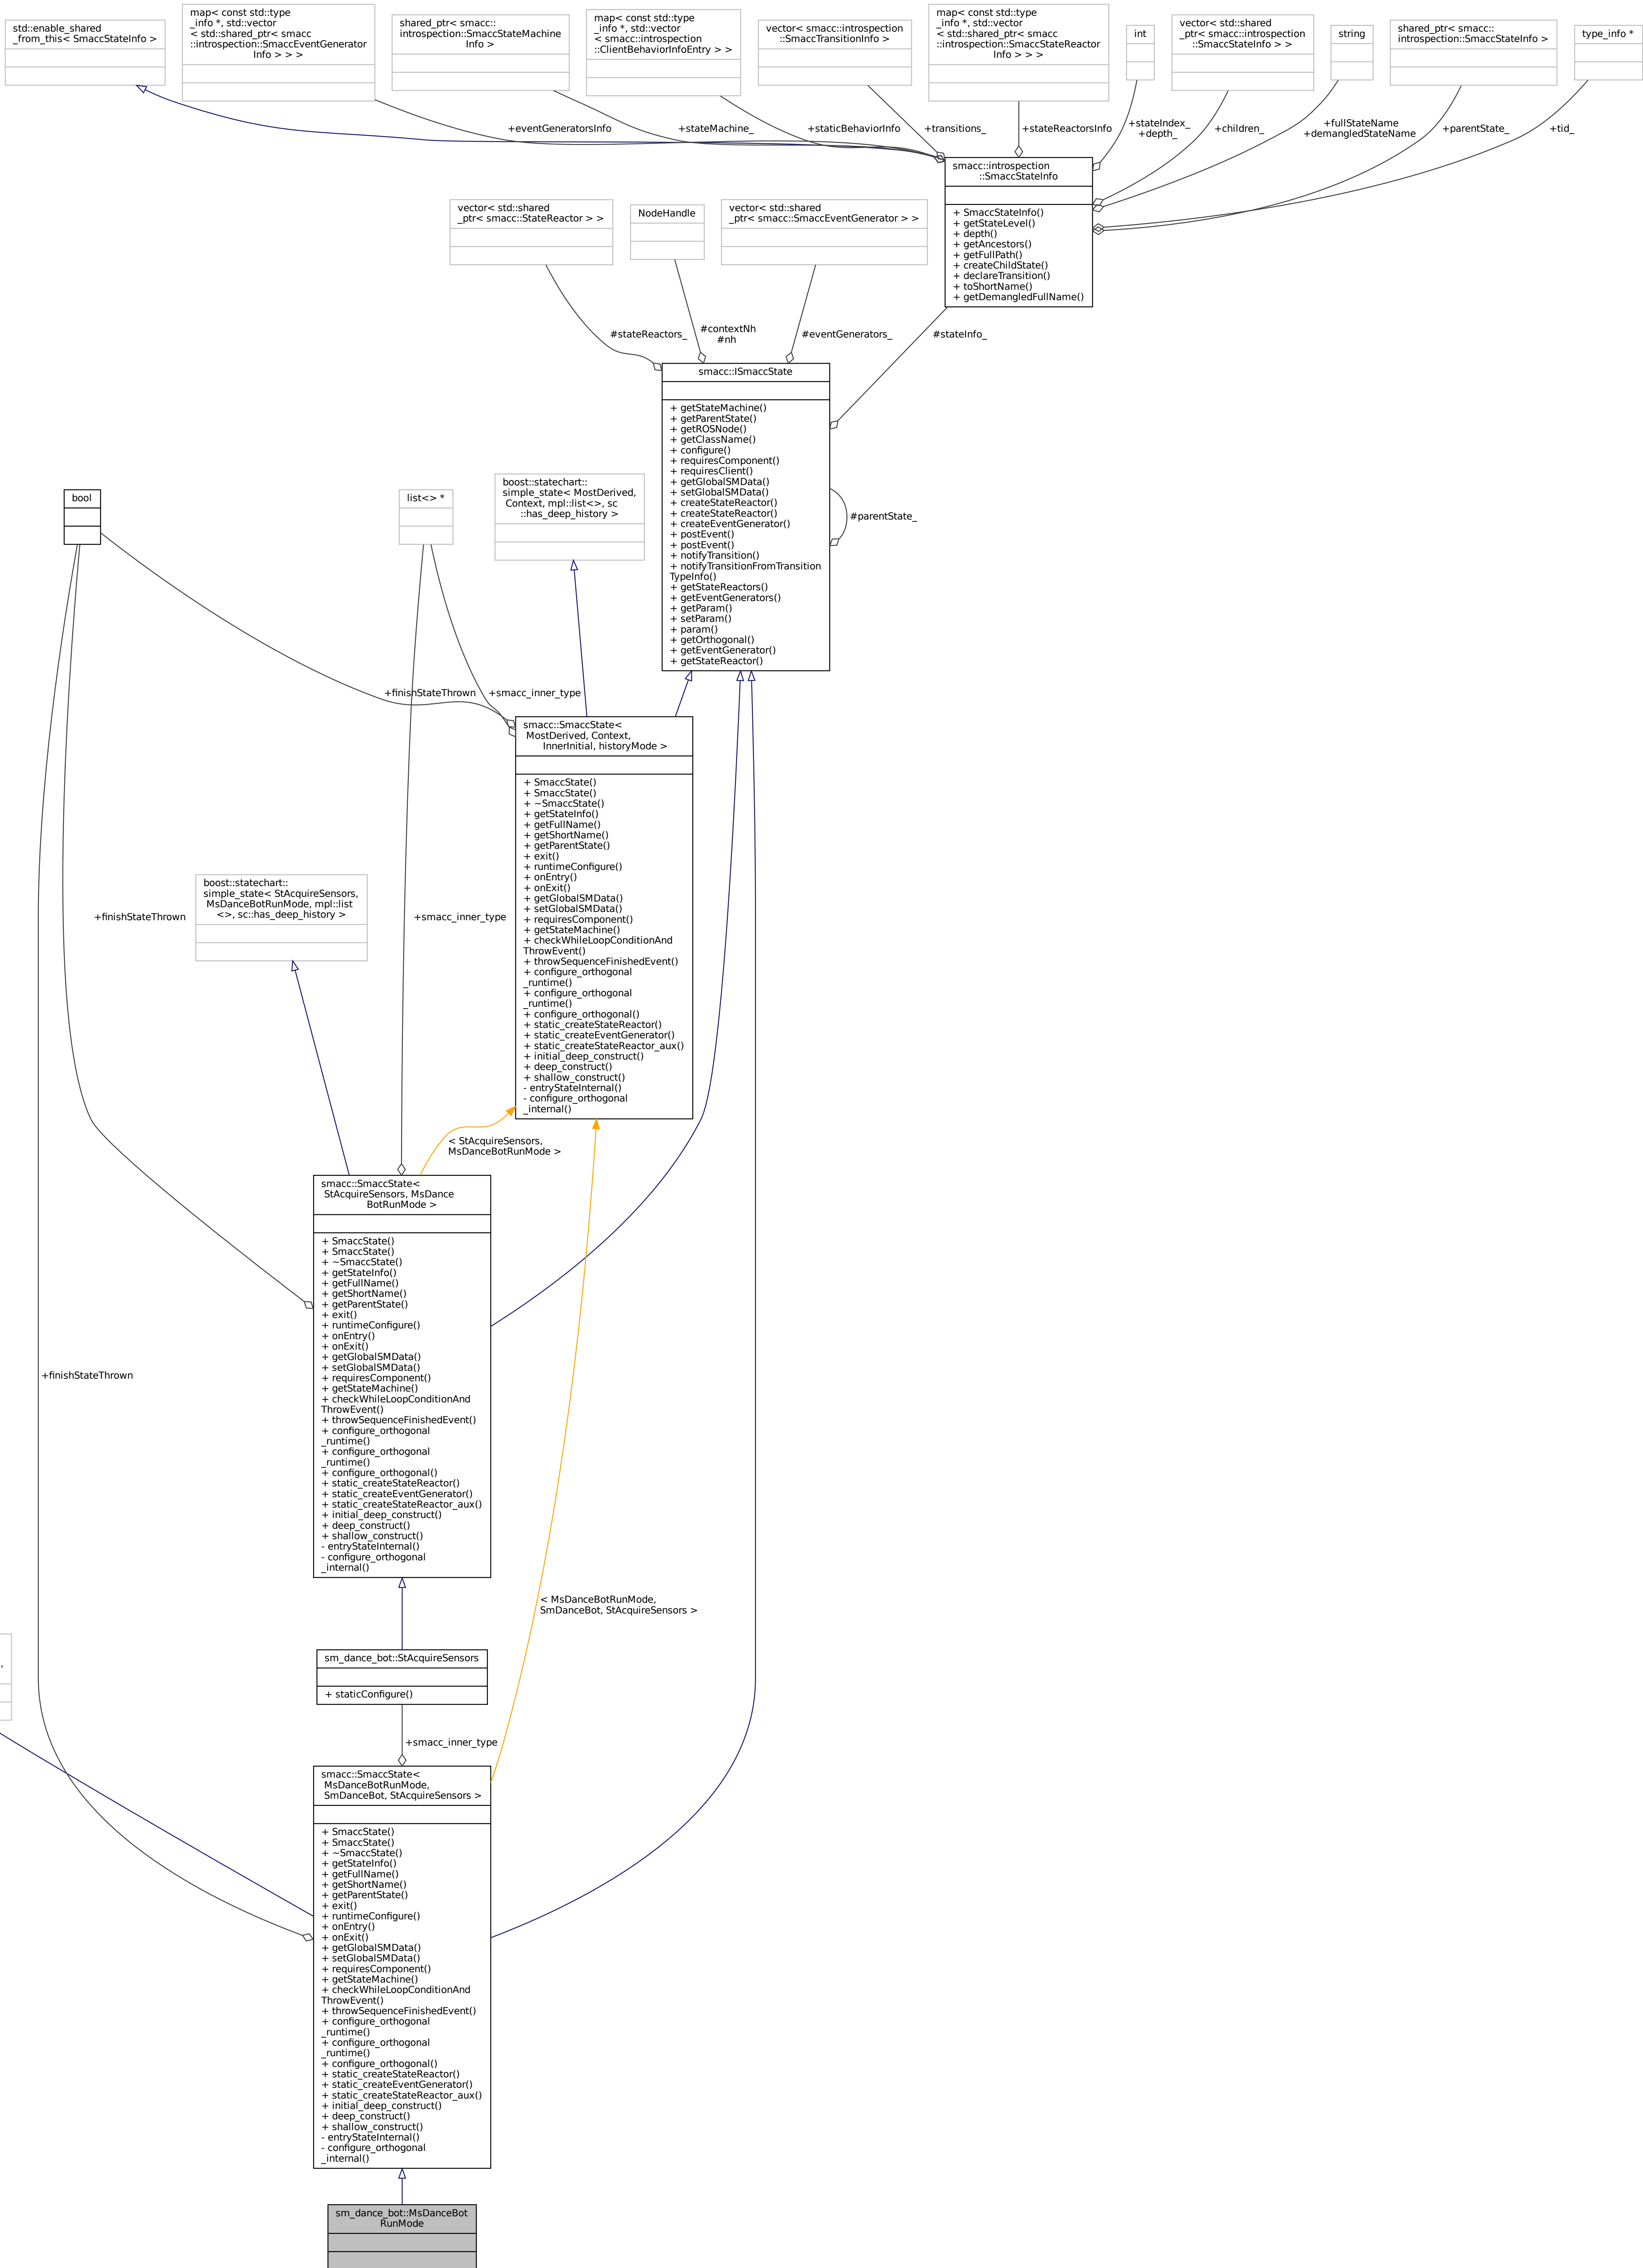 std::enable_shared
_from_this< SmaccStateInfo >
map< const std::type
_info *, std::vector
< std::shared_ptr< smacc
::introspection::SmaccEventGenerator
Info > > >
shared_ptr< smacc::
introspection::SmaccStateMachine
Info >
map< const std::type
_info *, std::vector
< smacc::introspection
::ClientBehaviorInfoEntry > >
vector< smacc::introspection
::SmaccTransitionInfo >
map< const std::type
_info *, std::vector
< std::shared_ptr< smacc
::introspection::SmaccStateReactor
Info > > >
int
vector< std::shared
_ptr< smacc::introspection
::SmaccStateInfo > >
string
shared_ptr< smacc::
introspection::SmaccStateInfo >
type_info *
+eventGeneratorsInfo
+stateMachine_
+staticBehaviorInfo
+transitions_
+stateReactorsInfo
+stateIndex_
+depth_
+children_
+fullStateName
+demangledStateName
+parentState_
+tid_
smacc::introspection
::SmaccStateInfo
+ SmaccStateInfo()
+ getStateLevel()
+ depth()
+ getAncestors()
+ getFullPath()
+ createChildState()
+ declareTransition()
+ toShortName()
+ getDemangledFullName()
vector< std::shared
_ptr< smacc::StateReactor > >
NodeHandle
vector< std::shared
_ptr< smacc::SmaccEventGenerator > >
#stateReactors_
#contextNh
#nh
#eventGenerators_
#stateInfo_
smacc::ISmaccState
+ getStateMachine()
+ getParentState()
+ getROSNode()
+ getClassName()
+ configure()
+ requiresComponent()
+ requiresClient()
+ getGlobalSMData()
+ setGlobalSMData()
+ createStateReactor()
+ createStateReactor()
+ createEventGenerator()
+ postEvent()
+ postEvent()
+ notifyTransition()
+ notifyTransitionFromTransition
TypeInfo()
+ getStateReactors()
+ getEventGenerators()
+ getParam()
+ setParam()
+ param()
+ getOrthogonal()
+ getEventGenerator()
+ getStateReactor()
#parentState_
bool
list<> *
boost::statechart::
simple_state< MostDerived,
Context, mpl::list<>, sc
::has_deep_history >
+finishStateThrown
+smacc_inner_type
smacc::SmaccState<
MostDerived, Context,
InnerInitial, historyMode >
+ SmaccState()
+ SmaccState()
+ ~SmaccState()
+ getStateInfo()
+ getFullName()
+ getShortName()
+ getParentState()
+ exit()
+ runtimeConfigure()
+ onEntry()
+ onExit()
+ getGlobalSMData()
+ setGlobalSMData()
+ requiresComponent()
+ getStateMachine()
+ checkWhileLoopConditionAnd
ThrowEvent()
+ throwSequenceFinishedEvent()
+ configure_orthogonal
_runtime()
+ configure_orthogonal
_runtime()
+ configure_orthogonal()
+ static_createStateReactor()
+ static_createEventGenerator()
+ static_createStateReactor_aux()
+ initial_deep_construct()
+ deep_construct()
+ shallow_construct()
- entryStateInternal()
- configure_orthogonal
_internal()
boost::statechart::
simple_state< StAcquireSensors,
MsDanceBotRunMode, mpl::list
<>, sc::has_deep_history >
+finishStateThrown
+smacc_inner_type
< StAcquireSensors,
MsDanceBotRunMode >
smacc::SmaccState<
StAcquireSensors, MsDance
BotRunMode >
+ SmaccState()
+ SmaccState()
+ ~SmaccState()
+ getStateInfo()
+ getFullName()
+ getShortName()
+ getParentState()
+ exit()
+ runtimeConfigure()
+ onEntry()
+ onExit()
+ getGlobalSMData()
+ setGlobalSMData()
+ requiresComponent()
+ getStateMachine()
+ checkWhileLoopConditionAnd
ThrowEvent()
+ throwSequenceFinishedEvent()
+ configure_orthogonal
_runtime()
+ configure_orthogonal
_runtime()
+ configure_orthogonal()
+ static_createStateReactor()
+ static_createEventGenerator()
+ static_createStateReactor_aux()
+ initial_deep_construct()
+ deep_construct()
+ shallow_construct()
- entryStateInternal()
- configure_orthogonal
_internal()
+finishStateThrown
< MsDanceBotRunMode,
SmDanceBot, StAcquireSensors >
,
sm_dance_bot::StAcquireSensors
+ staticConfigure()
+smacc_inner_type
smacc::SmaccState<
MsDanceBotRunMode,
SmDanceBot, StAcquireSensors >
+ SmaccState()
+ SmaccState()
+ ~SmaccState()
+ getStateInfo()
+ getFullName()
+ getShortName()
+ getParentState()
+ exit()
+ runtimeConfigure()
+ onEntry()
+ onExit()
+ getGlobalSMData()
+ setGlobalSMData()
+ requiresComponent()
+ getStateMachine()
+ checkWhileLoopConditionAnd
ThrowEvent()
+ throwSequenceFinishedEvent()
+ configure_orthogonal
_runtime()
+ configure_orthogonal
_runtime()
+ configure_orthogonal()
+ static_createStateReactor()
+ static_createEventGenerator()
+ static_createStateReactor_aux()
+ initial_deep_construct()
+ deep_construct()
+ shallow_construct()
- entryStateInternal()
- configure_orthogonal
_internal()
sm_dance_bot::MsDanceBot
RunMode